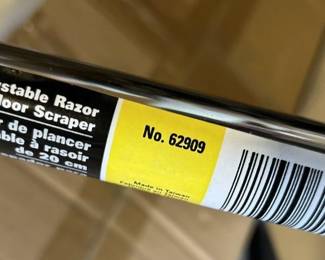 stable Razor
loor Scraper
de plancer
ble à rasoir
de 20 cm
No. 62909
Made in Taiwan